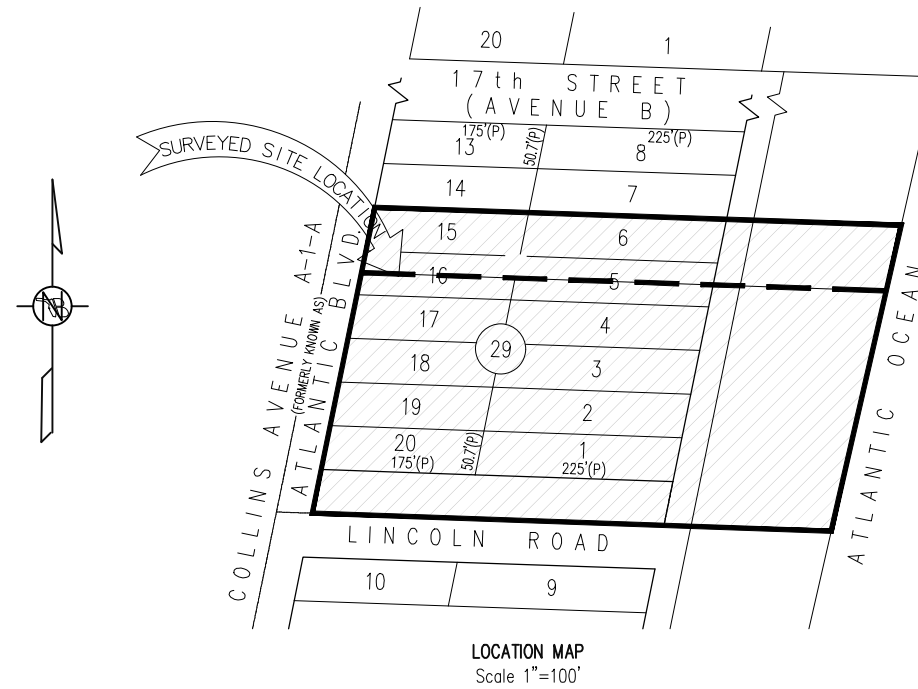 20
1
17th STREET
(AVENUE B)
175'(P)
50.7'(P)
225'(P)
13
8
14
7
SURVEYED SITE LOCATION
15
6
16
5
17
4
29
18
3
19
2
20
1
175'(P)
50.7'(P)
225'(P)
COLLINS AVENUE A-1-A
(FORMERLY KNOWN AS)
ATLANTIC BLVD.
ATLANTIC OCEAN
N
LINCOLN ROAD
10
9
LOCATION MAP
Scale 1"=100'